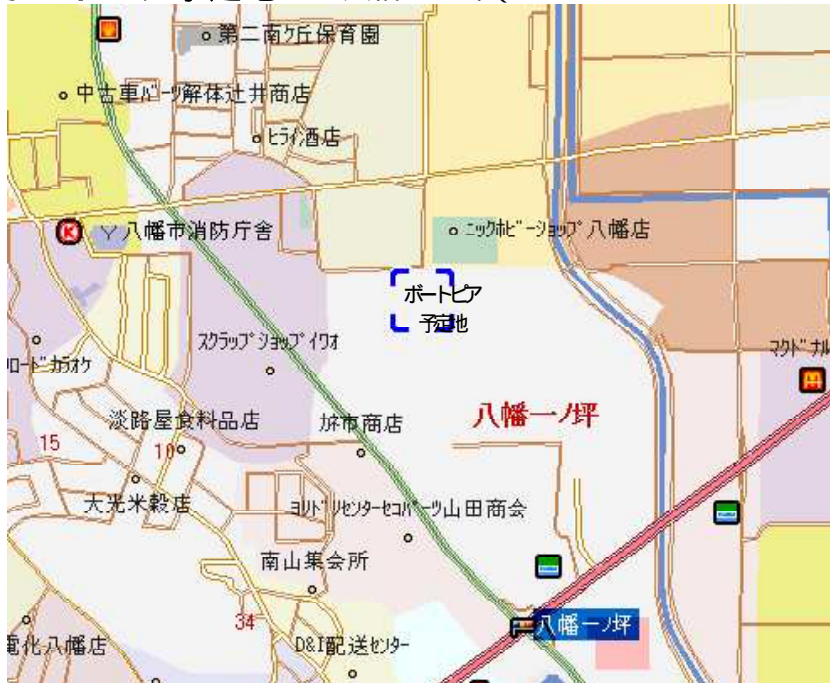 第二南ケ丘保育園
中古車パーツ解体辻井商店
ヒライ酒店
K
八幡市消防庁舎
ニックホビーショップ八幡店
ボートピア
予定地
スクラップショップイワオ
マクドナル
ロードカラオケ
淡路屋食料品店
旅市商店
八幡一ノ坪
15
10
大光米穀店
ヨリドリセンターセコパーツ山田商会
南山集会所
34
八幡一ノ坪
電化八幡店
D&I配送センター